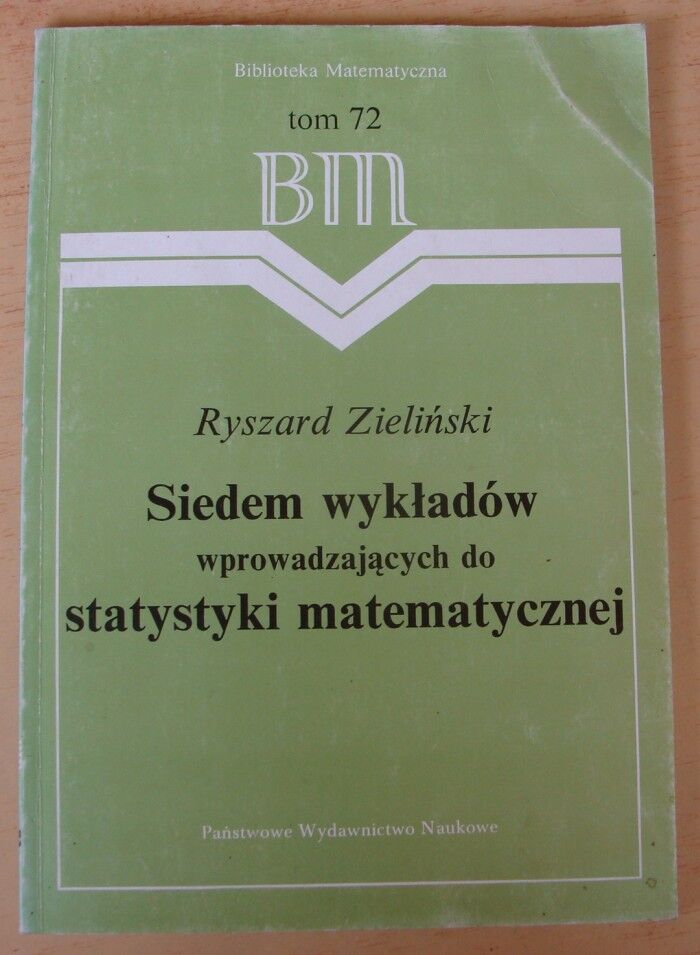 Biblioteka Matematyczna
tom 72
BM
Ryszard Zieliński
Siedem wykładów
wprowadzających do
statystyki matematycznej
Państwowe Wydawnictwo Naukowe